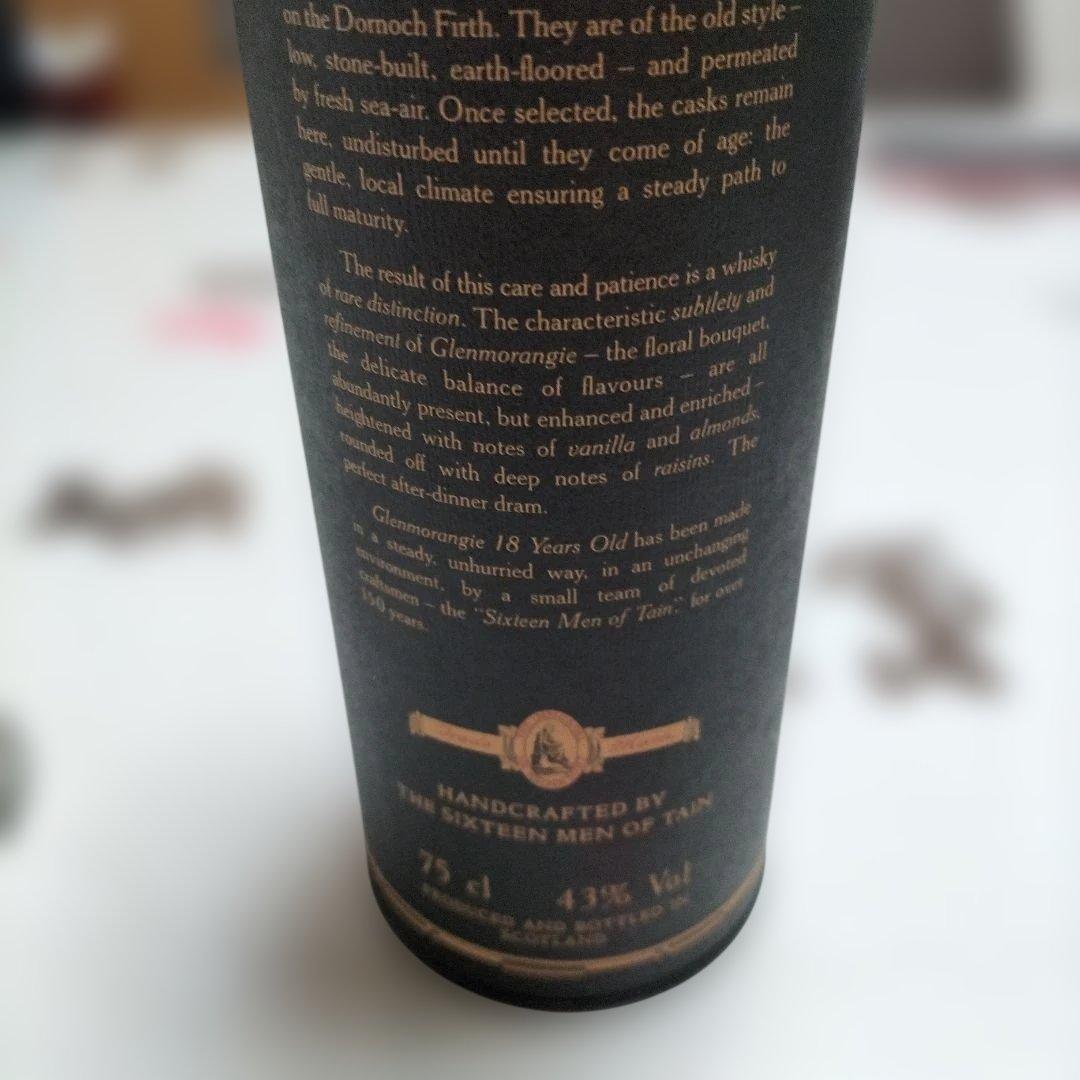 on the Dornoch Firth. They are of the old style –
low, stone-built, earth-floored – and permeated
by fresh sea-air. Once selected, the casks remain
here, undisturbed until they come of age: the
gentle, local climate ensuring a steady path to
full maturity.
The result of this care and patience is a whisky
of rare distinction. The characteristic subtlety and
refinement of Glenmorangie – the floral bouquet,
the delicate balance of flavours – are all
abundantly present, but enhanced and enriched –
heightened with notes of vanilla and almonds,
rounded off with deep notes of raisins. The
perfect after-dinner dram.
Glenmorangie 18 Years Old has been made
in a steady, unhurried way, in an unchanging
environment, by a small team of devoted
craftsmen – the "Sixteen Men of Tain" for over
150 years.
HANDCRAFTED BY
THE SIXTEEN MEN OF TAIN
75 cl 43% Vol
PRODUCED AND BOTTLED IN
SCOTLAND